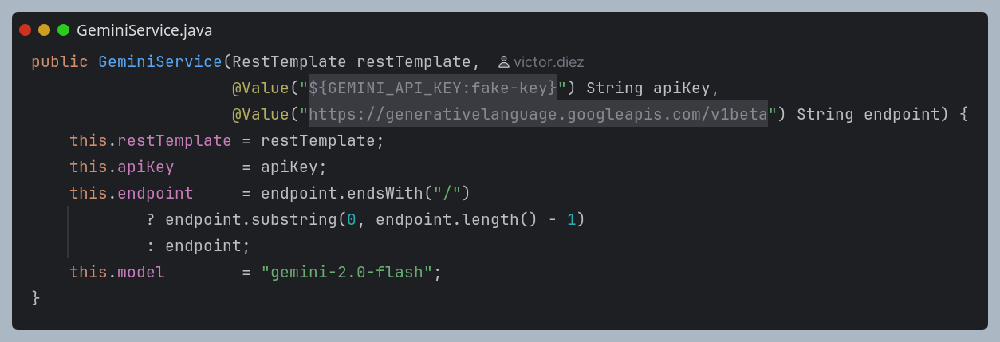 GeminiService.java
public GeminiService(RestTemplate restTemplate, victor.diez
@Value("${GEMINI_API_KEY:fake-key}") String apiKey,
@Value("https://generativelanguage.googleapis.com/v1beta") String endpoint) {
this.restTemplate = restTemplate;
this.apiKey = apiKey;
this.endpoint = endpoint.endsWith("/")
? endpoint.substring(0, endpoint.length() - 1)
: endpoint;
this.model = "gemini-2.0-flash";
}